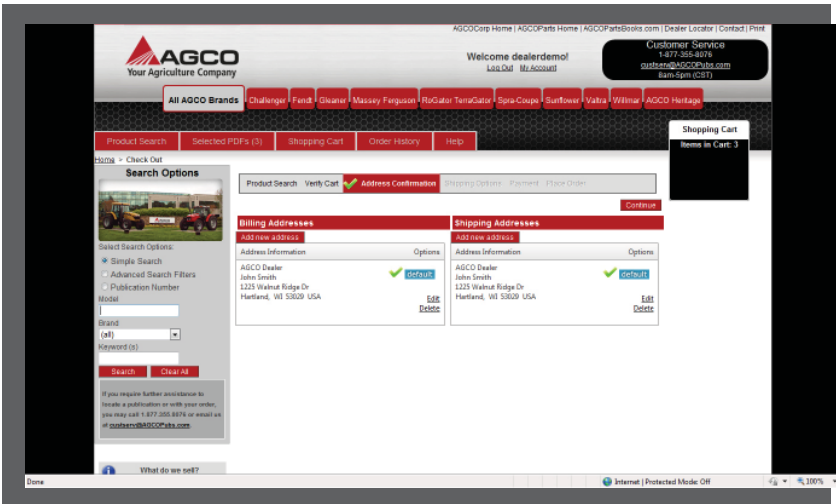 AGCOCorp Home | AGCOParts Home | AGCOPartsBooks.com | Dealer Locator | Contact | Print
AGCO
Your Agriculture Company
Welcome dealerdemo!
Log Out My Account
Customer Service
1-877-355-8076
custserv@AGCOPubs.com
8am-5pm (CST)
All AGCO Brands Challenger Fendt Gleaner Massey Ferguson RoGator TerraGator Spra-Coupe Sunflower Valtra Willmar AGCO Heritage
Product Search Selected PDFs (3) Shopping Cart Order History Help
Shopping Cart
Items in Cart: 3
Home > Check Out
Search Options
Select Search Options:
Simple Search
Advanced Search Filters
Publication Number
Model
Brand
(all)
Keyword (s)
Search Clear All
If you require further assistance to
locate a publication or with your order,
you may call 1.877.355.8076 or email us
at custserv@AGCOPubs.com.
What do we sell?
Product Search Verify Cart Address Confirmation Shipping Options Payment Place Order
Continue
Billing Addresses
Add new address
Address Information Options
AGCO Dealer
John Smith
1225 Walnut Ridge Dr
Hartland, WI 53029 USA
default
Edit
Delete
Shipping Addresses
Add new address
Address Information Options
AGCO Dealer
John Smith
1225 Walnut Ridge Dr
Hartland, WI 53029 USA
default
Edit
Delete
Done Internet | Protected Mode: Off 100%